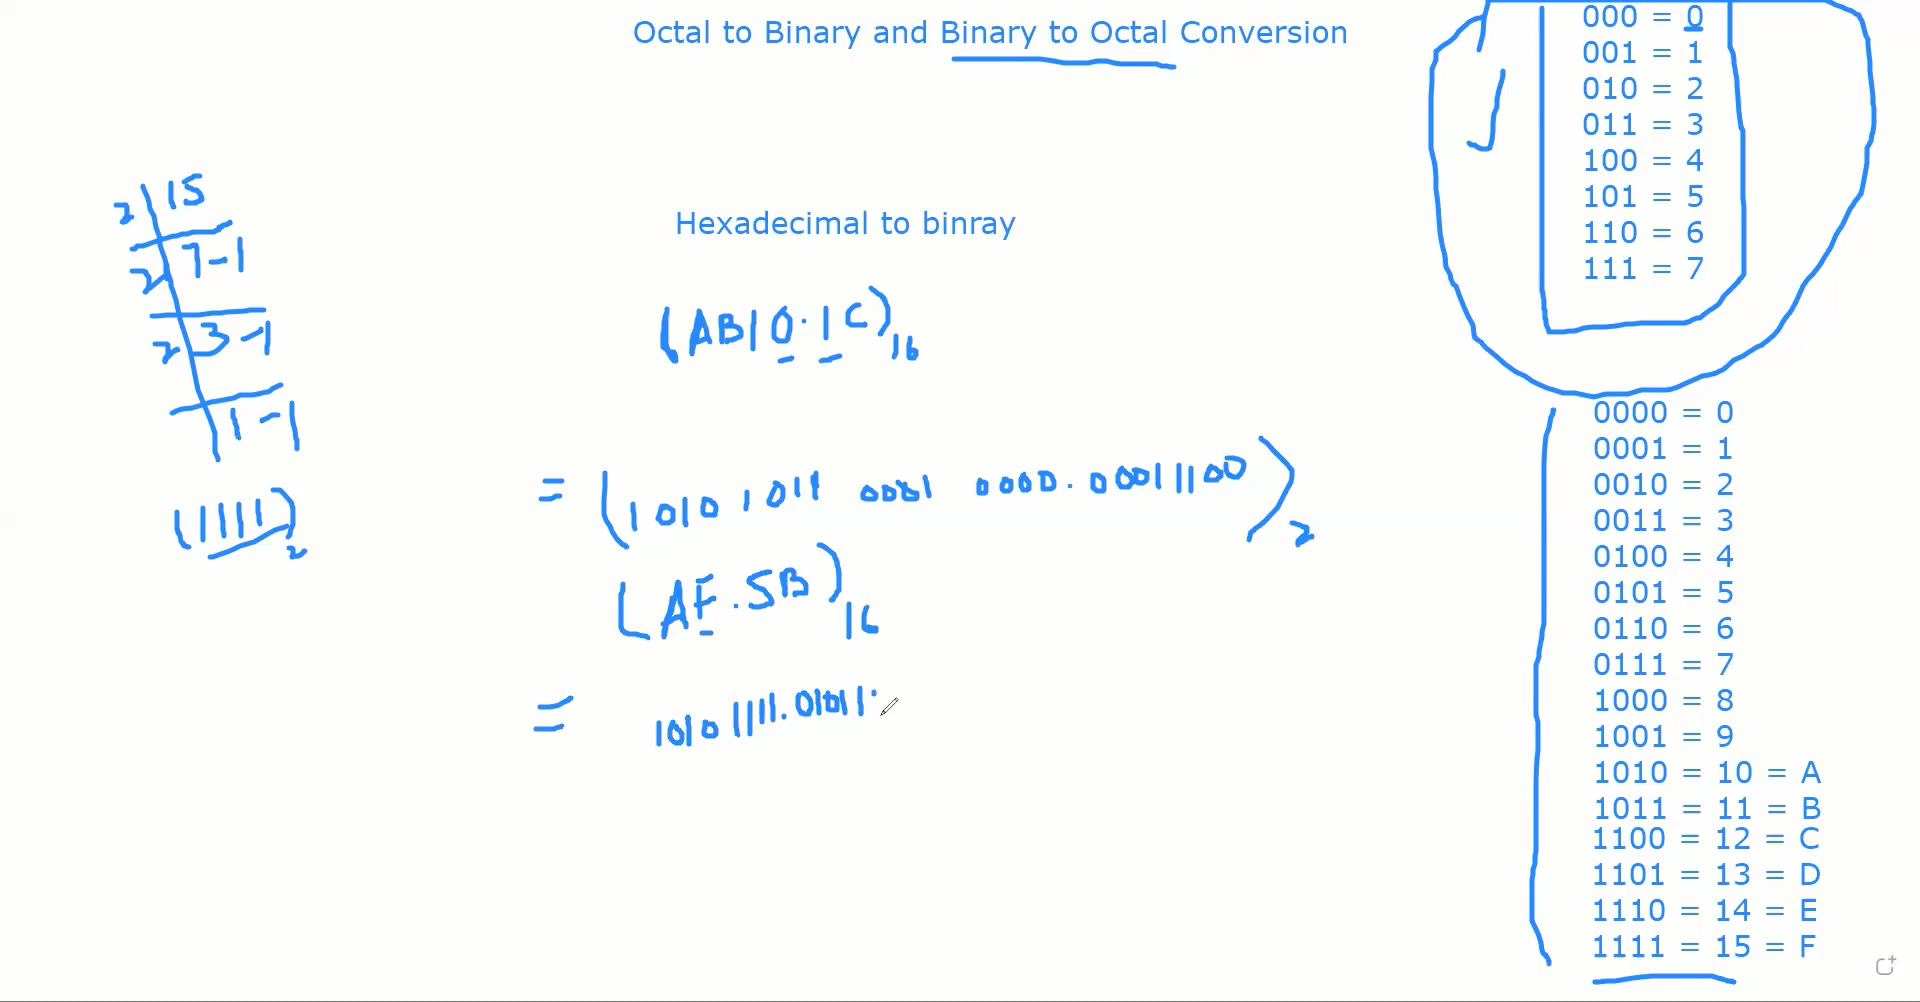 Octal to Binary and Binary to Octal Conversion
000 = 0
001 = 1
010 = 2
011 = 3
100 = 4
101 = 5
110 = 6
111 = 7
2 15
2 7-1
2 3-1
1-1
(1111)2
Hexadecimal to binray
(AB10.1C)16
= (1010 1011 0001 0000.00011100)2
(AF.5B)16
= 1010 1111.01011
0000 = 0
0001 = 1
0010 = 2
0011 = 3
0100 = 4
0101 = 5
0110 = 6
0111 = 7
1000 = 8
1001 = 9
1010 = 10 = A
1011 = 11 = B
1100 = 12 = C
1101 = 13 = D
1110 = 14 = E
1111 = 15 = F